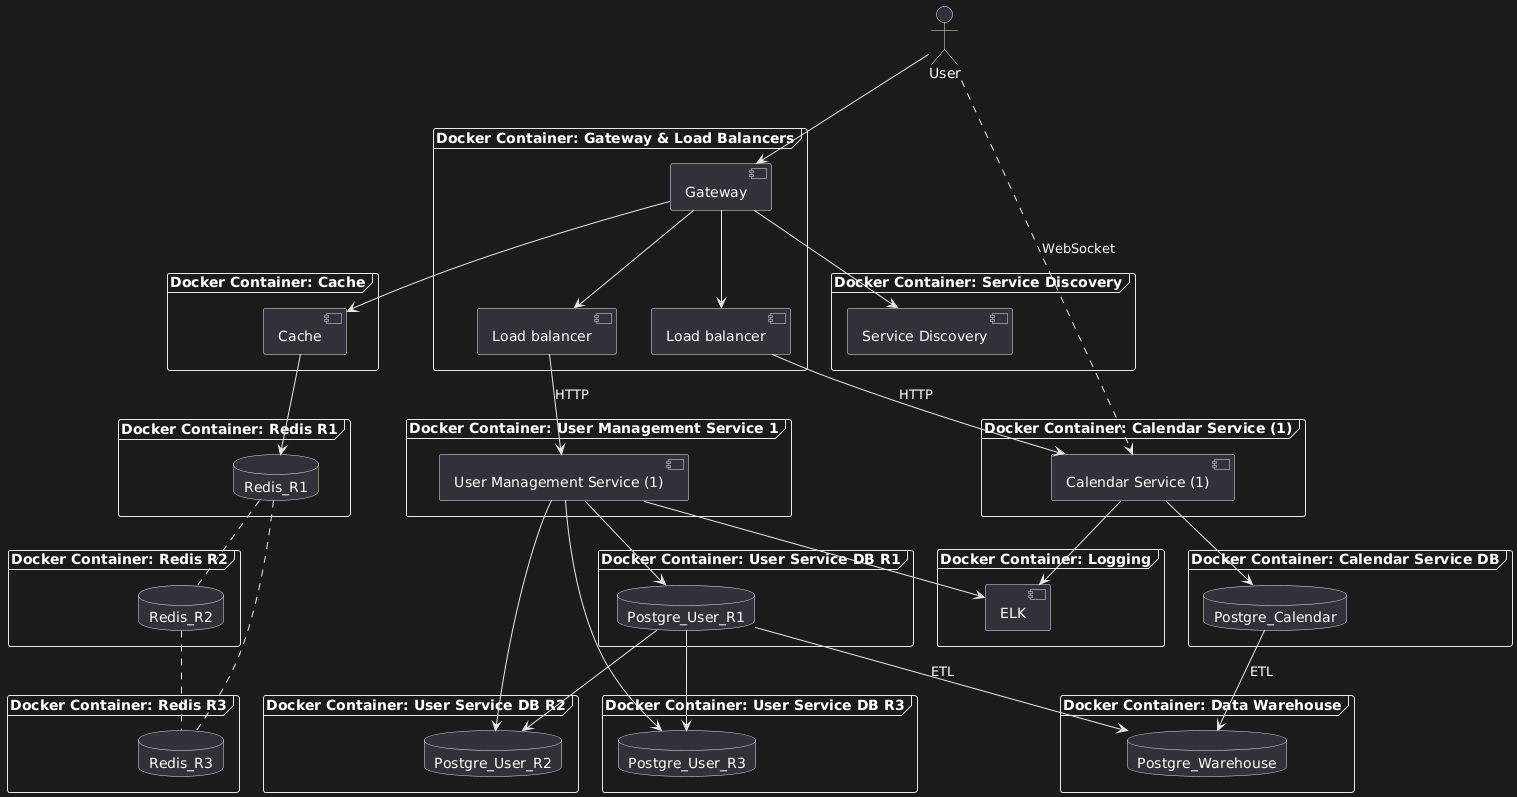 User
Docker Container: Gateway & Load Balancers
Gateway
WebSocket
Docker Container: Cache
Docker Container: Service Discovery
Cache
Load balancer
Load balancer
Service Discovery
HTTP
HTTP
Docker Container: Redis R1
Docker Container: User Management Service 1
Docker Container: Calendar Service (1)
Redis_R1
User Management Service (1)
Calendar Service (1)
Docker Container: Redis R2
Docker Container: User Service DB R1
Docker Container: Logging
Docker Container: Calendar Service DB
Redis_R2
Postgre_User_R1
ELK
Postgre_Calendar
ETL
ETL
Docker Container: Redis R3
Docker Container: User Service DB R2
Docker Container: User Service DB R3
Docker Container: Data Warehouse
Redis_R3
Postgre_User_R2
Postgre_User_R3
Postgre_Warehouse